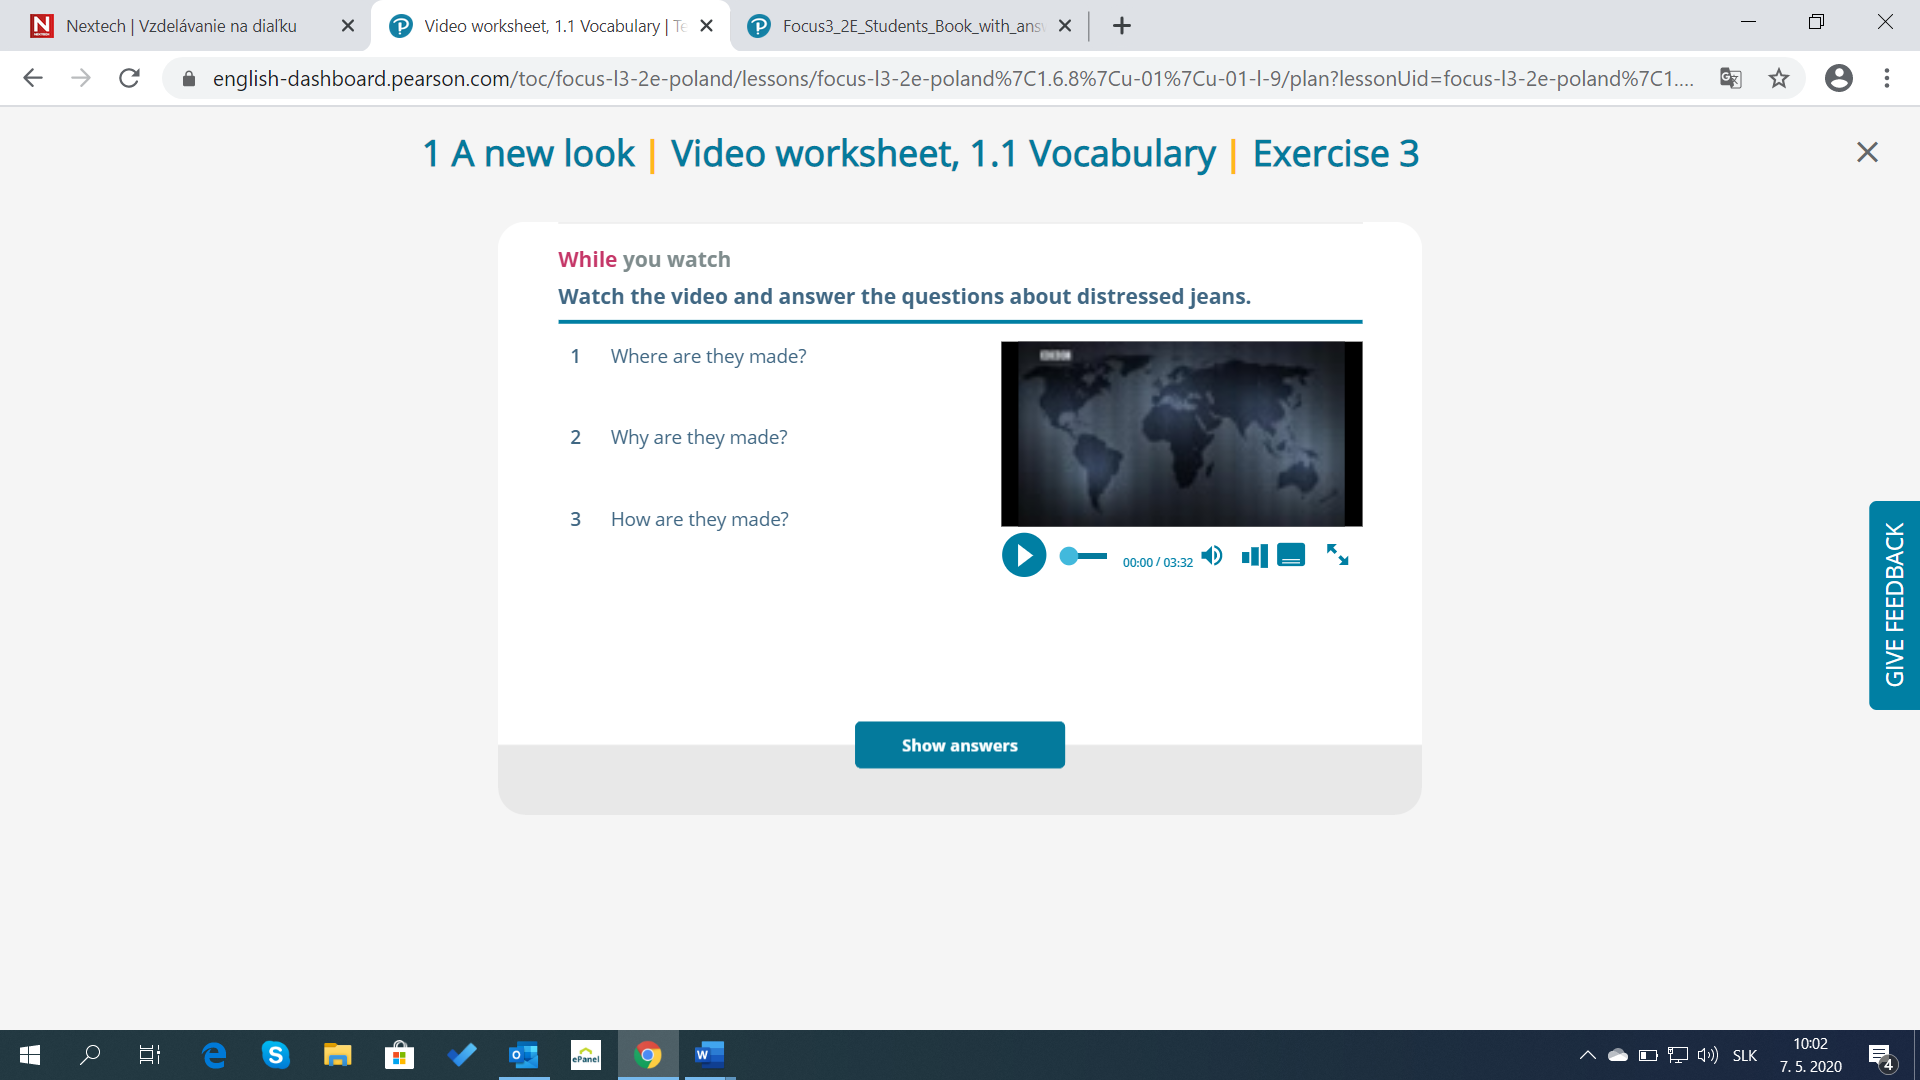 Nextech | Vzdelávanie na diaľku
Video worksheet, 1.1 Vocabulary | Te
Focus3_2E_Students_Book_with_answ
english-dashboard.pearson.com/toc/focus-l3-2e-poland/lessons/focus-l3-2e-poland%7C1.6.8%7Cu-01%7Cu-01-l-9/plan?lessonUid=focus-l3-2e-poland%7C1....
1 A new look | Video worksheet, 1.1 Vocabulary | Exercise 3
While you watch
Watch the video and answer the questions about distressed jeans.
1 Where are they made?
2 Why are they made?
3 How are they made?
00:00 / 03:32
Show answers
GIVE FEEDBACK
ePanel
SLK
10:02
7. 5. 2020
4